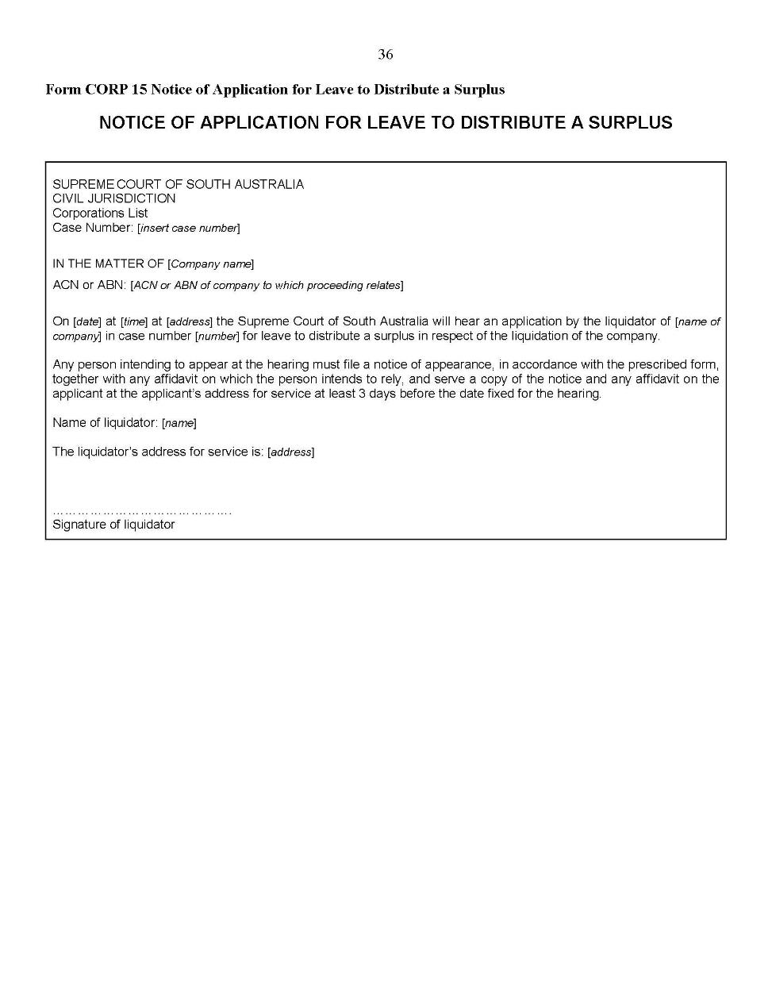 36
Form CORP 15 Notice of Application for Leave to Distribute a Surplus
NOTICE OF APPLICATION FOR LEAVE TO DISTRIBUTE A SURPLUS
SUPREME COURT OF SOUTH AUSTRALIA
CIVIL JURISDICTION
Corporations List
Case Number: [insert case number]
IN THE MATTER OF [Company name]
ACN or ABN: [ACN or ABN of company to which proceeding relates]
On [date] at [time] at [address] the Supreme Court of South Australia will hear an application by the liquidator of [name of
company] in case number [number] for leave to distribute a surplus in respect of the liquidation of the company.
Any person intending to appear at the hearing must file a notice of appearance, in accordance with the prescribed form,
together with any affidavit on which the person intends to rely, and serve a copy of the notice and any affidavit on the
applicant at the applicant's address for service at least 3 days before the date fixed for the hearing.
Name of liquidator: [name]
The liquidator's address for service is: [address]
…………………………………….
Signature of liquidator